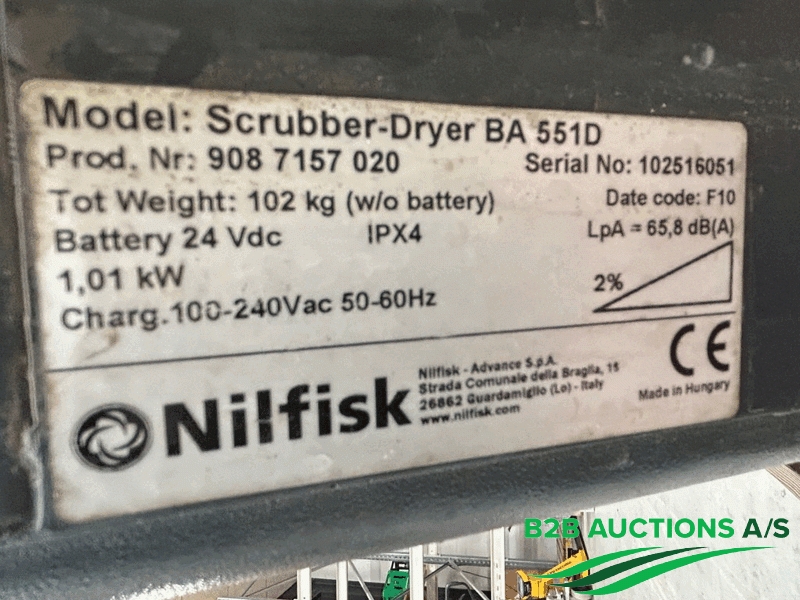 Model: Scrubber-Dryer BA 551D
Prod. Nr: 908 7157 020 Serial No: 102516051
Tot Weight: 102 kg (w/o battery) Date code: F10
Battery 24 Vdc IPX4 LpA = 65,8 dB(A)
1,01 kW 2%
Charg.100-240Vac 50-60Hz
CE
Nilfisk
Nilfisk - Advance S.p.A.
Strada Comunale della Braglia, 15
26862 Guardamiglio (Lo) - Italy
www.nilfisk.com
Made in Hungary
B2B AUCTIONS A/S